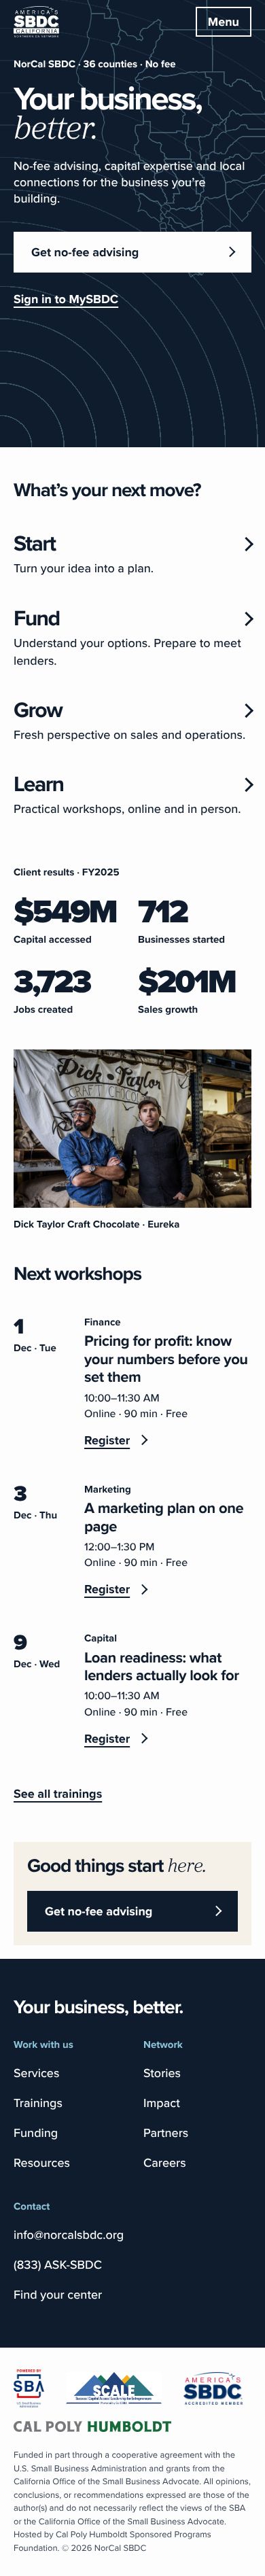 AMERICA'S
SBDC
CALIFORNIA
Menu
NorCal SBDC · 36 counties · No fee
Your business,
better.
No-fee advising, capital expertise and local
connections for the business you're
building.
Get no-fee advising
Sign in to MySBDC
What's your next move?
Start
Turn your idea into a plan.
Fund
Understand your options. Prepare to meet
lenders.
Grow
Fresh perspective on sales and operations.
Learn
Practical workshops, online and in person.
Client results · FY2025
$549M 712
Capital accessed Businesses started
3,723 $201M
Jobs created Sales growth
Dick Taylor
CRAFT CHOCOLATE
Dick Taylor Craft Chocolate · Eureka
Next workshops
1
Dec · Tue
Finance
Pricing for profit: know
your numbers before you
set them
10:00–11:30 AM
Online · 90 min · Free
Register
3
Dec · Thu
Marketing
A marketing plan on one
page
12:00–1:30 PM
Online · 90 min · Free
Register
9
Dec · Wed
Capital
Loan readiness: what
lenders actually look for
10:00–11:30 AM
Online · 90 min · Free
Register
See all trainings
Good things start here.
Get no-fee advising
Your business, better.
Work with us
Services
Trainings
Funding
Resources
Network
Stories
Impact
Partners
Careers
Contact
info@norcalsbdc.org
(833) ASK-SBDC
Find your center
POWERED BY
SBA
SCALE
AMERICA'S
SBDC
ACCREDITED MEMBER
CAL POLY HUMBOLDT
Funded in part through a cooperative agreement with the
U.S. Small Business Administration and grants from the
California Office of the Small Business Advocate. All opinions,
conclusions, or recommendations expressed are those of the
author(s) and do not necessarily reflect the views of the SBA
or the California Office of the Small Business Advocate.
Hosted by Cal Poly Humboldt Sponsored Programs
Foundation. © 2026 NorCal SBDC